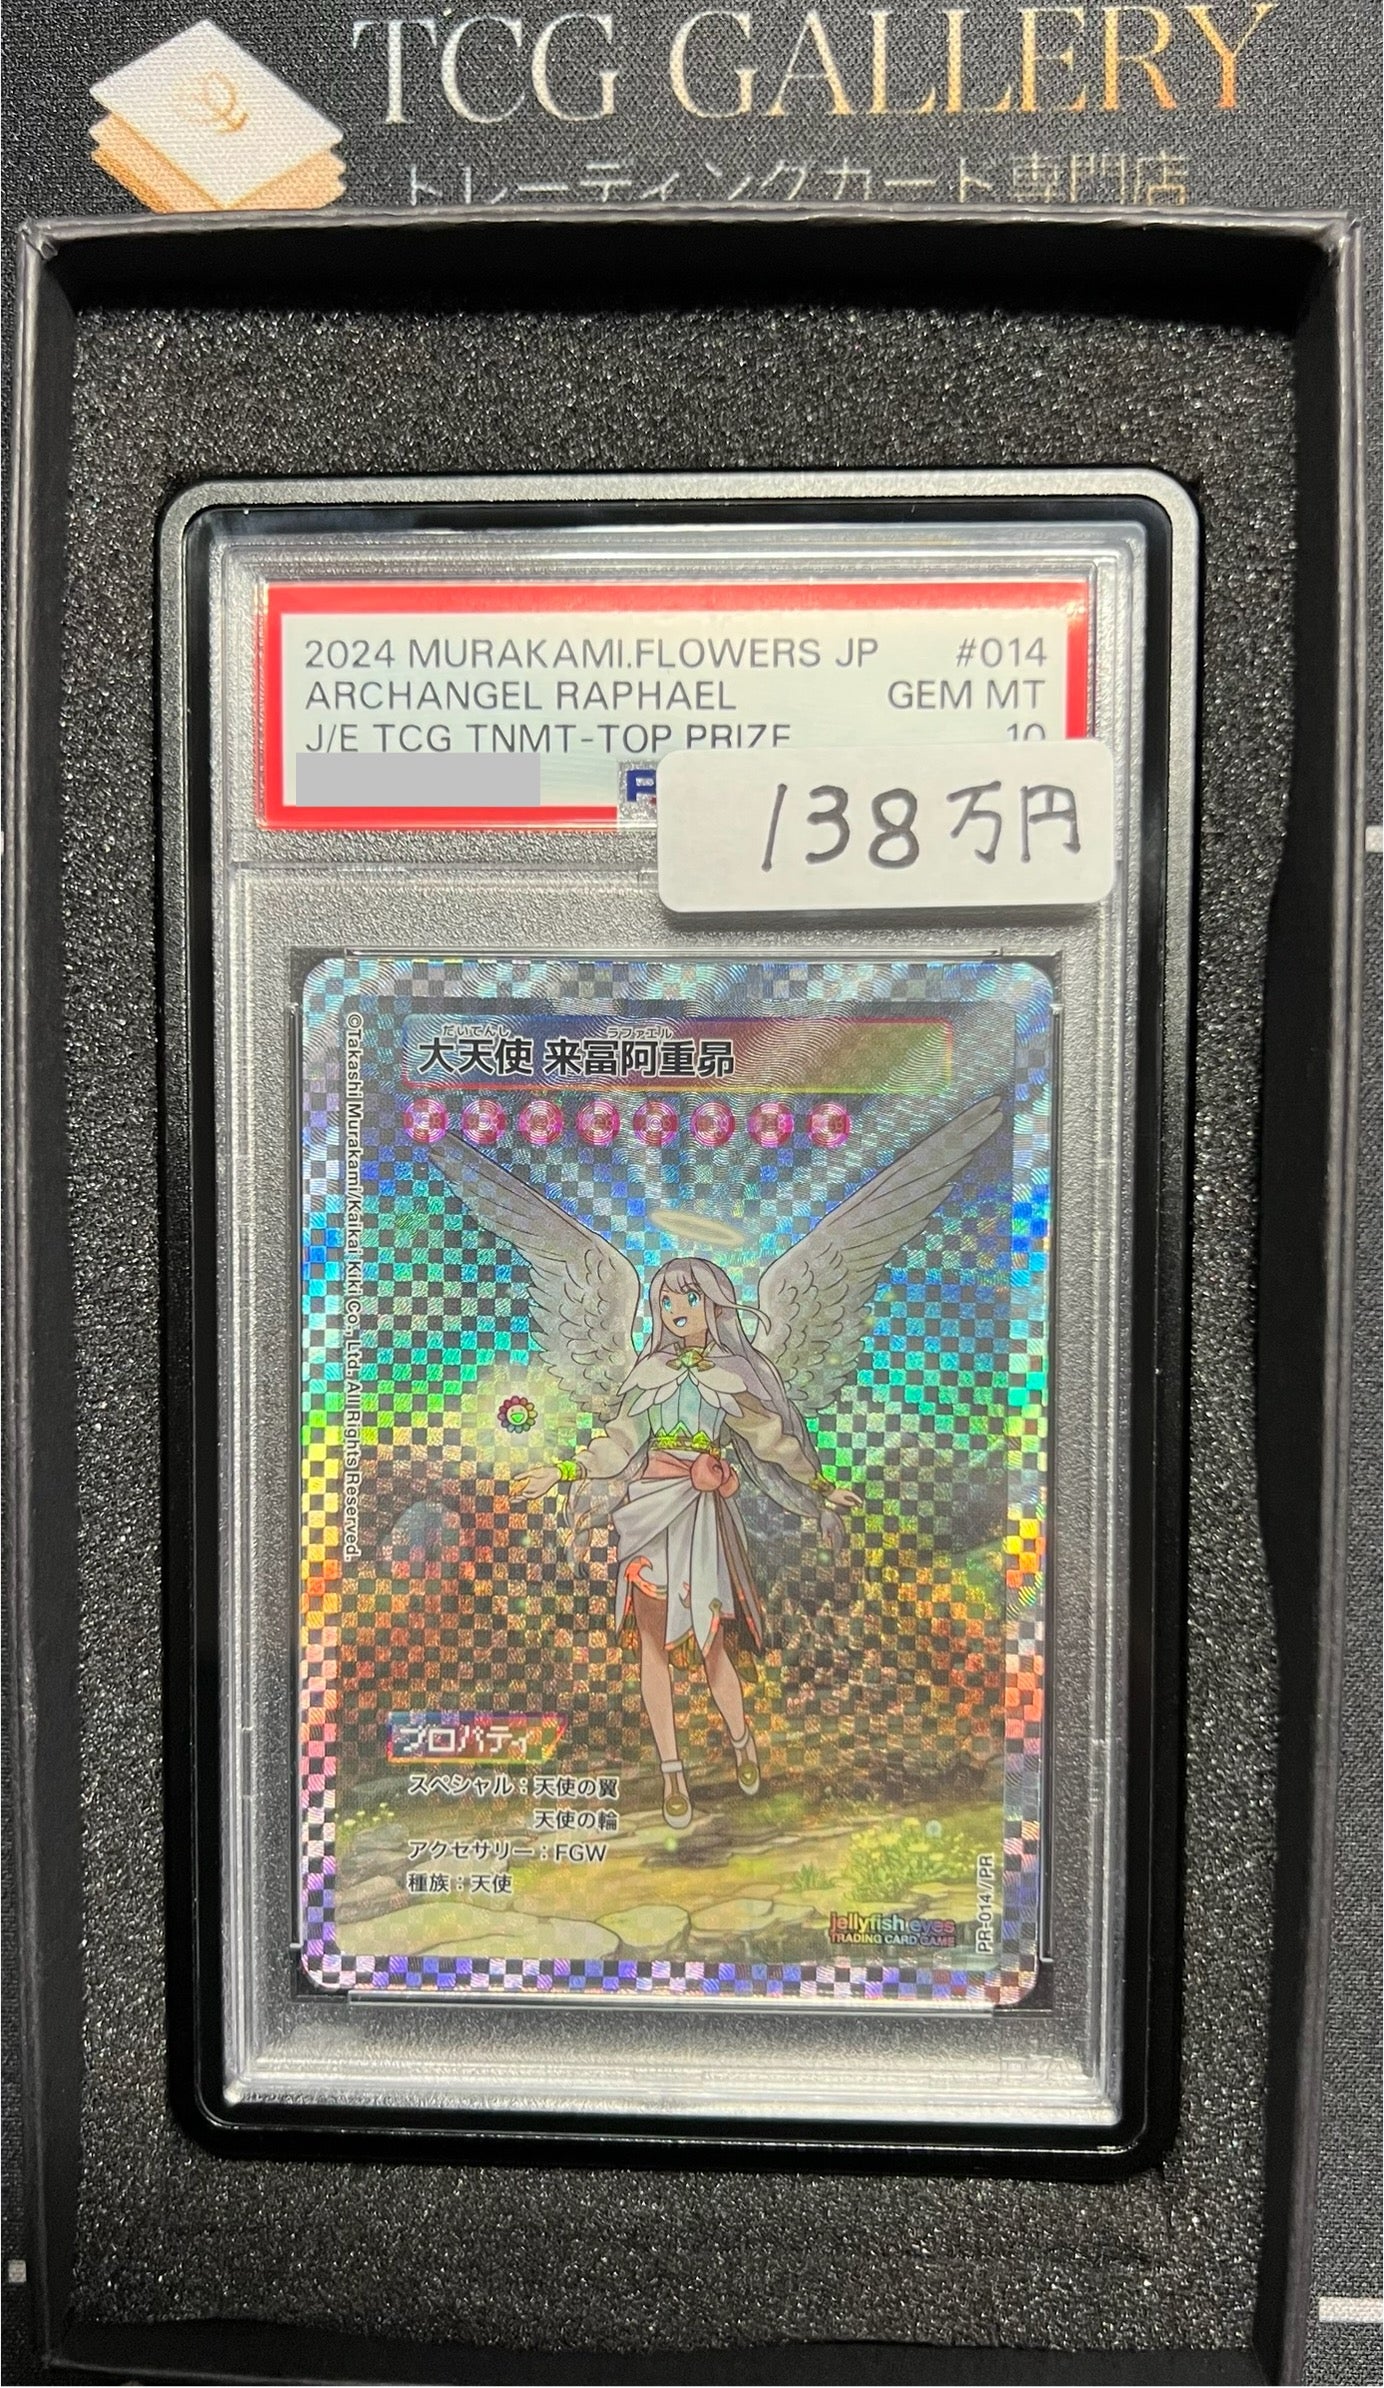 TCG GALLERY
トレーディングカード専門店
2024 MURAKAMI.FLOWERS JP #014
ARCHANGEL RAPHAEL GEM MT
J/E TCG TNMT-TOP PRIZE 10
138万円
だいてんし ラファエル
大天使 来冨阿重昴
©Takashi Murakami/Kaikai Kiki Co., Ltd. All Rights Reserved.
プロパティ
スペシャル：天使の翼
天使の輪
アクセサリー：FGW
種族：天使
jellyfish eyes
TRADING CARD GAME
PR-014/PR